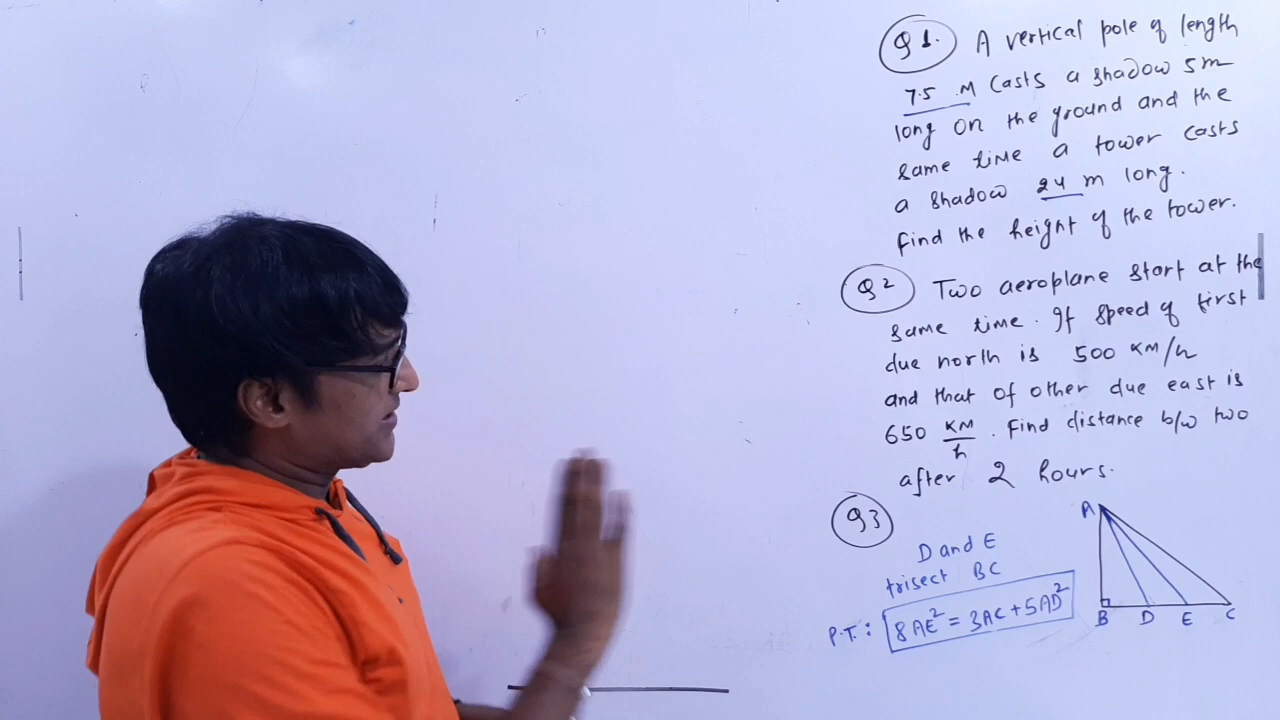 Q 1. A vertical pole of length
7.5 M casts a shadow 5m
long on the ground and the
same time a tower casts
a shadow 24 m long.
find the height of the tower.
Q 2 Two aeroplane start at the
same time. If speed of first
due north is 500 KM/h
and that of other due east is
650 KM/h . Find distance b/w two
after 2 hours.
Q3
D and E
trisect BC
P.T. : 8AE² = 3AC + 5AD²
A
B D E C